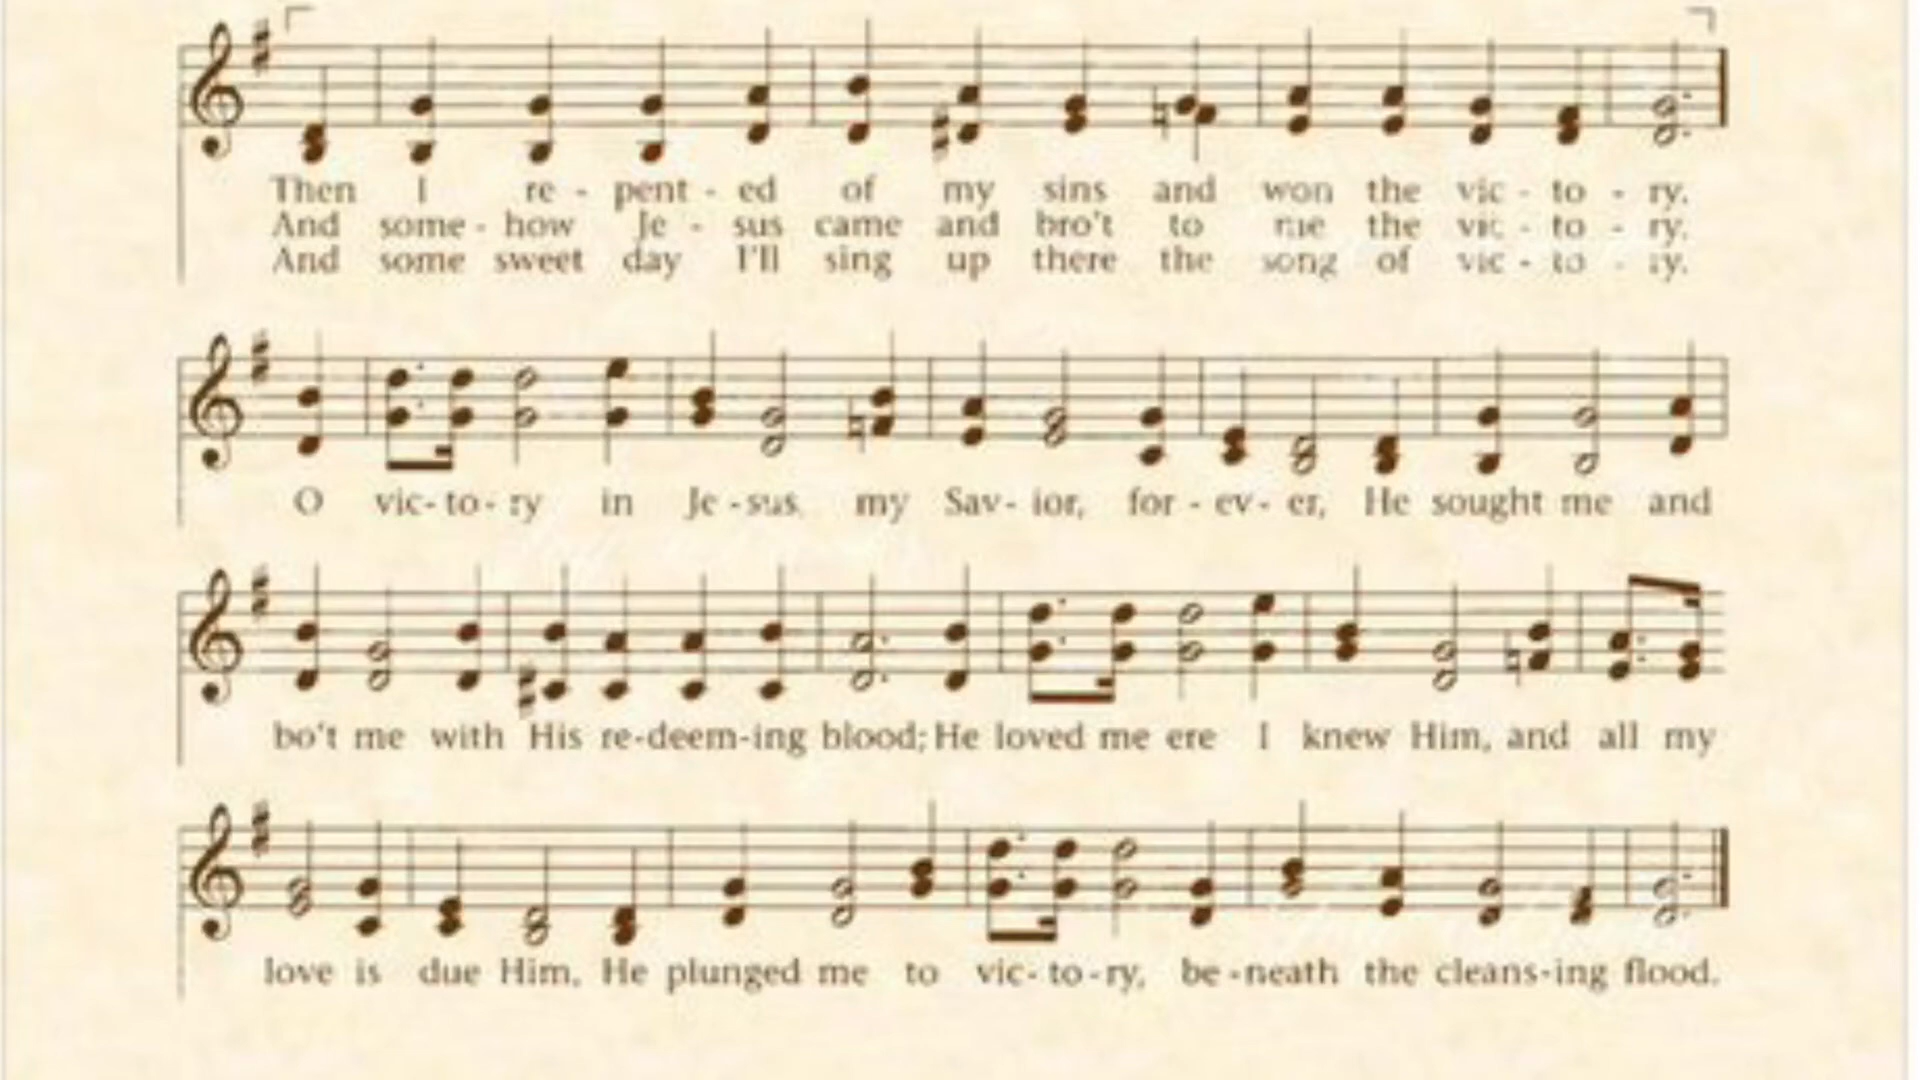 Then I re - pent - ed of my sins and won the vic - to - ry.
And some - how Je - sus came and bro't to me the vic - to - ry.
And some sweet day I'll sing up there the song of vic - to - ry.
O vic - to - ry in Je - sus, my Sav - ior, for - ev - er, He sought me and
bo't me with His re-deem-ing blood; He loved me ere I knew Him, and all my
love is due Him, He plunged me to vic - to - ry, be - neath the cleans-ing flood.